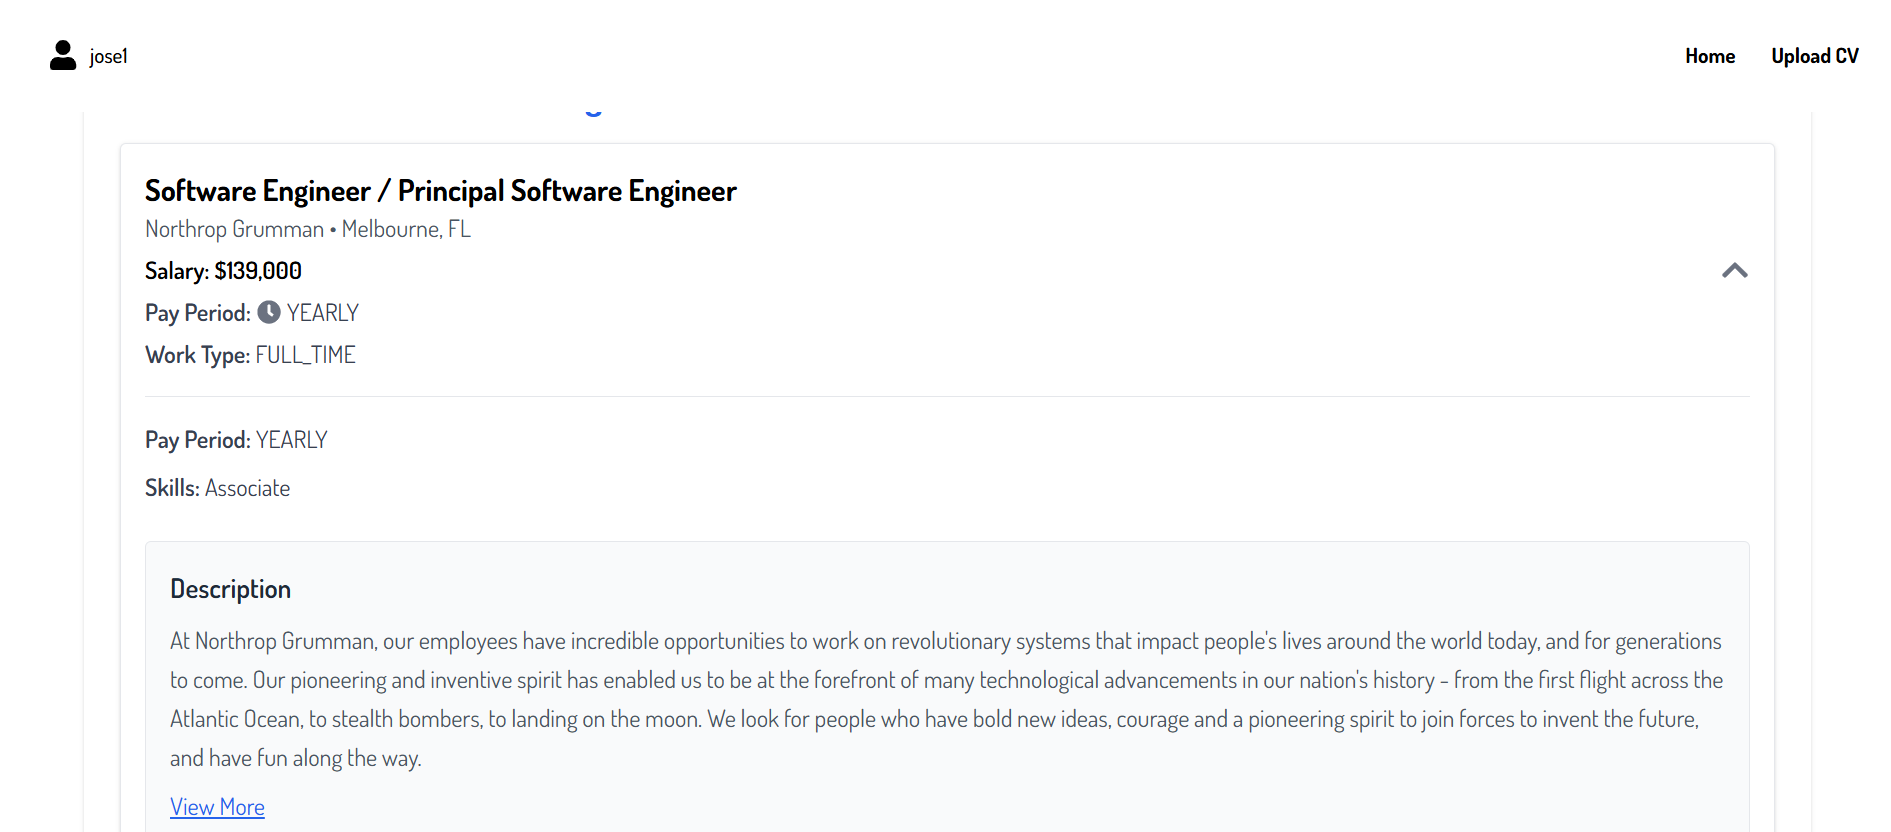 jose1
Home
Upload CV
Software Engineer / Principal Software Engineer
Northrop Grumman • Melbourne, FL
Salary: $139,000
Pay Period: YEARLY
Work Type: FULL_TIME
Pay Period: YEARLY
Skills: Associate
Description
At Northrop Grumman, our employees have incredible opportunities to work on revolutionary systems that impact people's lives around the world today, and for generations
to come. Our pioneering and inventive spirit has enabled us to be at the forefront of many technological advancements in our nation's history - from the first flight across the
Atlantic Ocean, to stealth bombers, to landing on the moon. We look for people who have bold new ideas, courage and a pioneering spirit to join forces to invent the future,
and have fun along the way.
View More